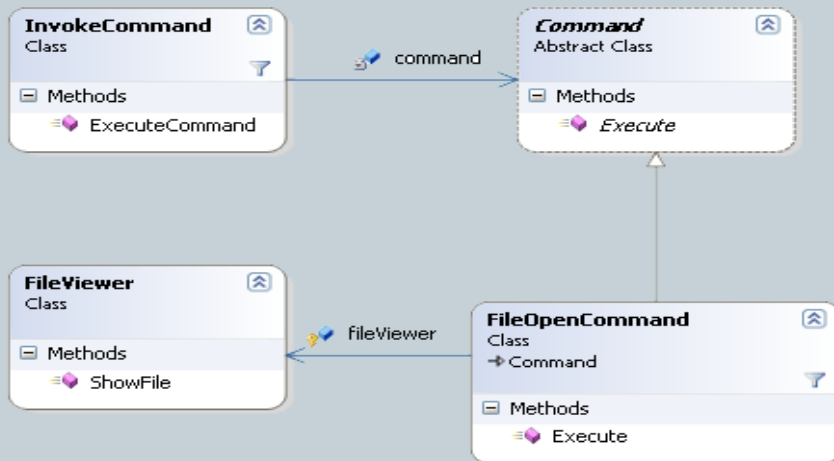 InvokeCommand
Class
Methods
ExecuteCommand
command
Command
Abstract Class
Methods
Execute
FileViewer
Class
Methods
ShowFile
fileViewer
FileOpenCommand
Class
Command
Methods
Execute